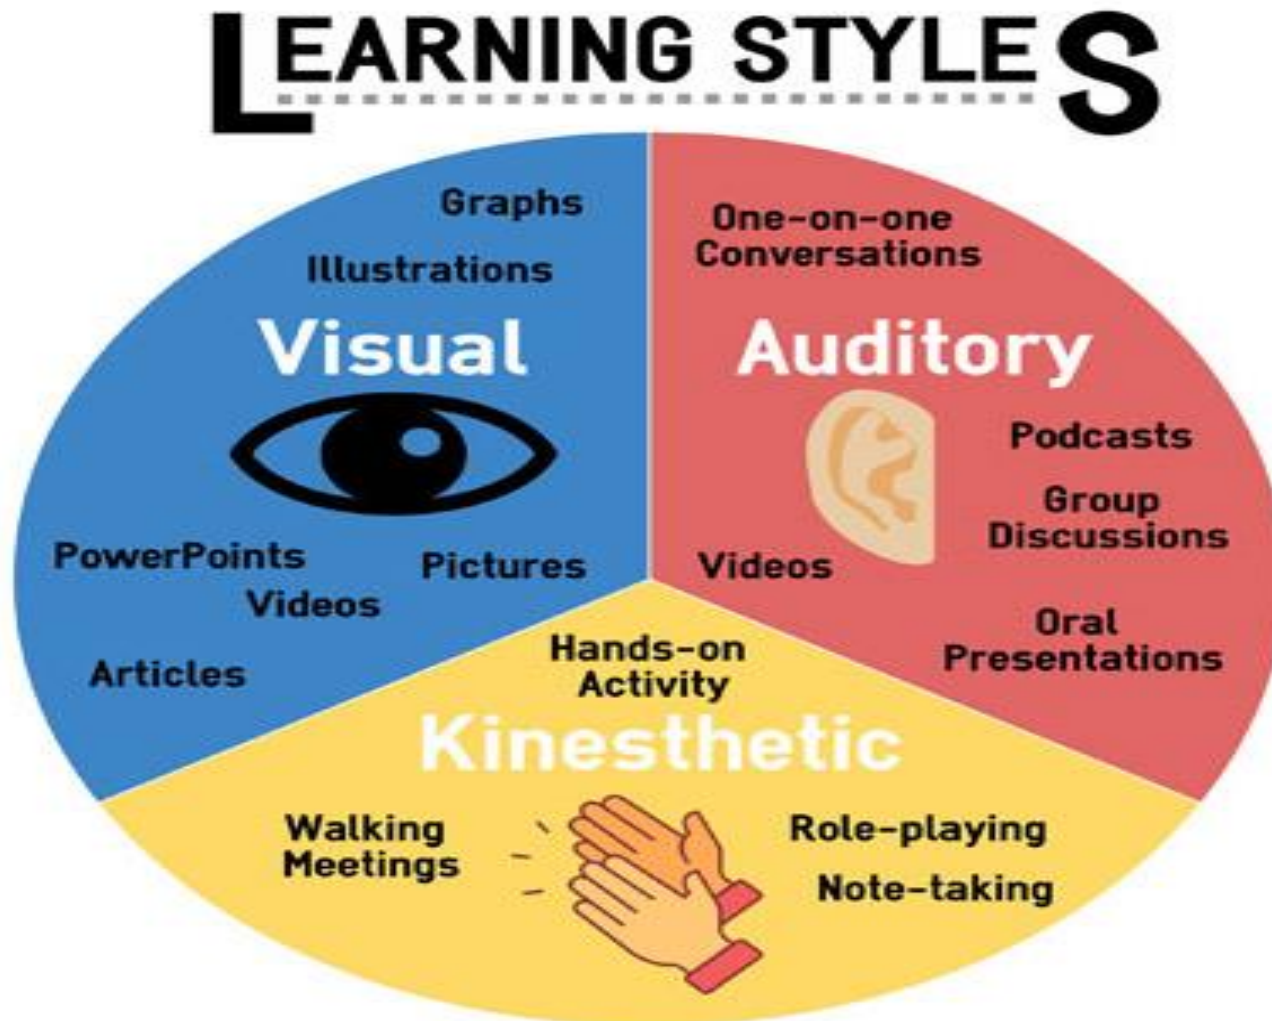 LEARNING STYLES
Graphs
Illustrations
Visual
PowerPoints
Pictures
Videos
Articles
One-on-one
Conversations
Auditory
Podcasts
Group
Discussions
Videos
Oral
Presentations
Hands-on
Activity
Kinesthetic
Walking
Meetings
Role-playing
Note-taking